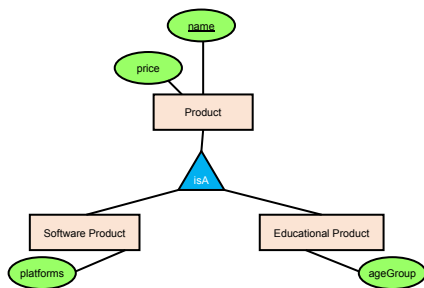 name
price
Product
isA
Software Product
Educational Product
platforms
ageGroup